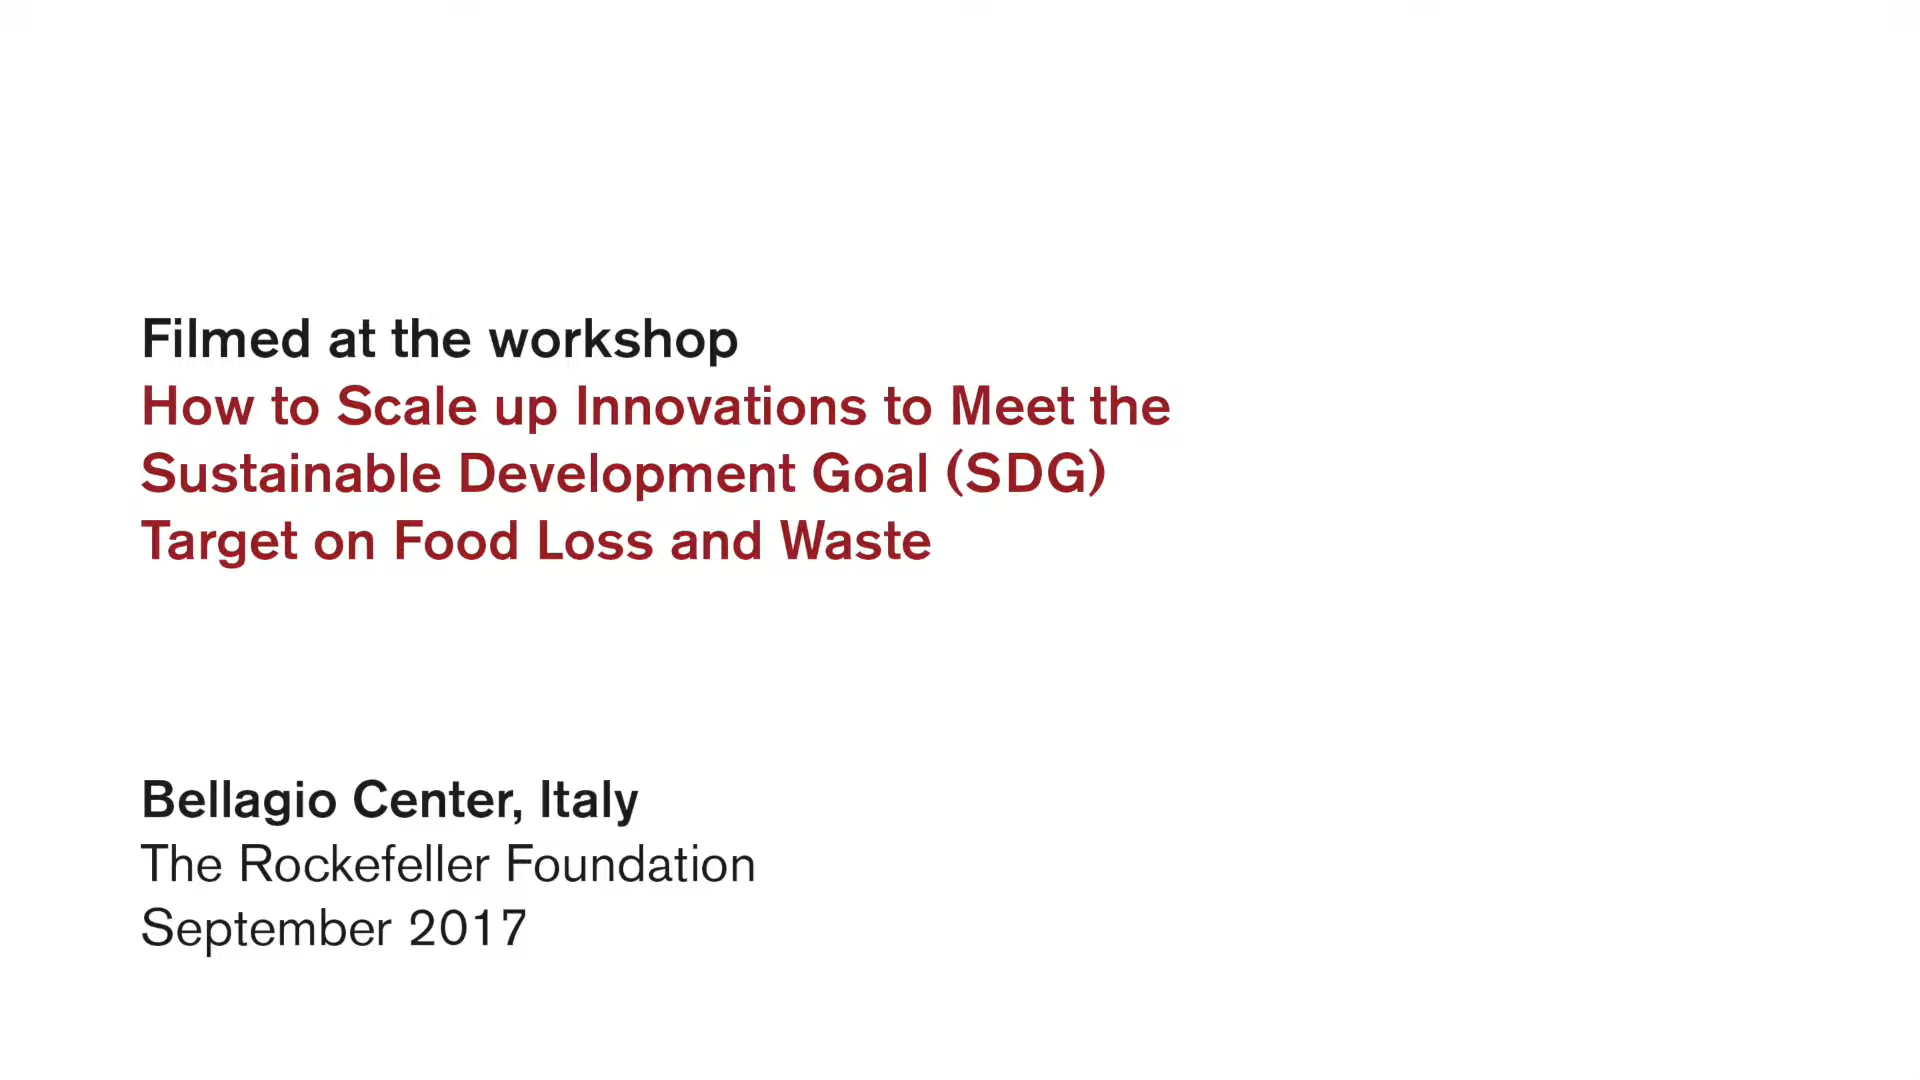 Filmed at the workshop
How to Scale up Innovations to Meet the
Sustainable Development Goal (SDG)
Target on Food Loss and Waste
Bellagio Center, Italy
The Rockefeller Foundation
September 2017